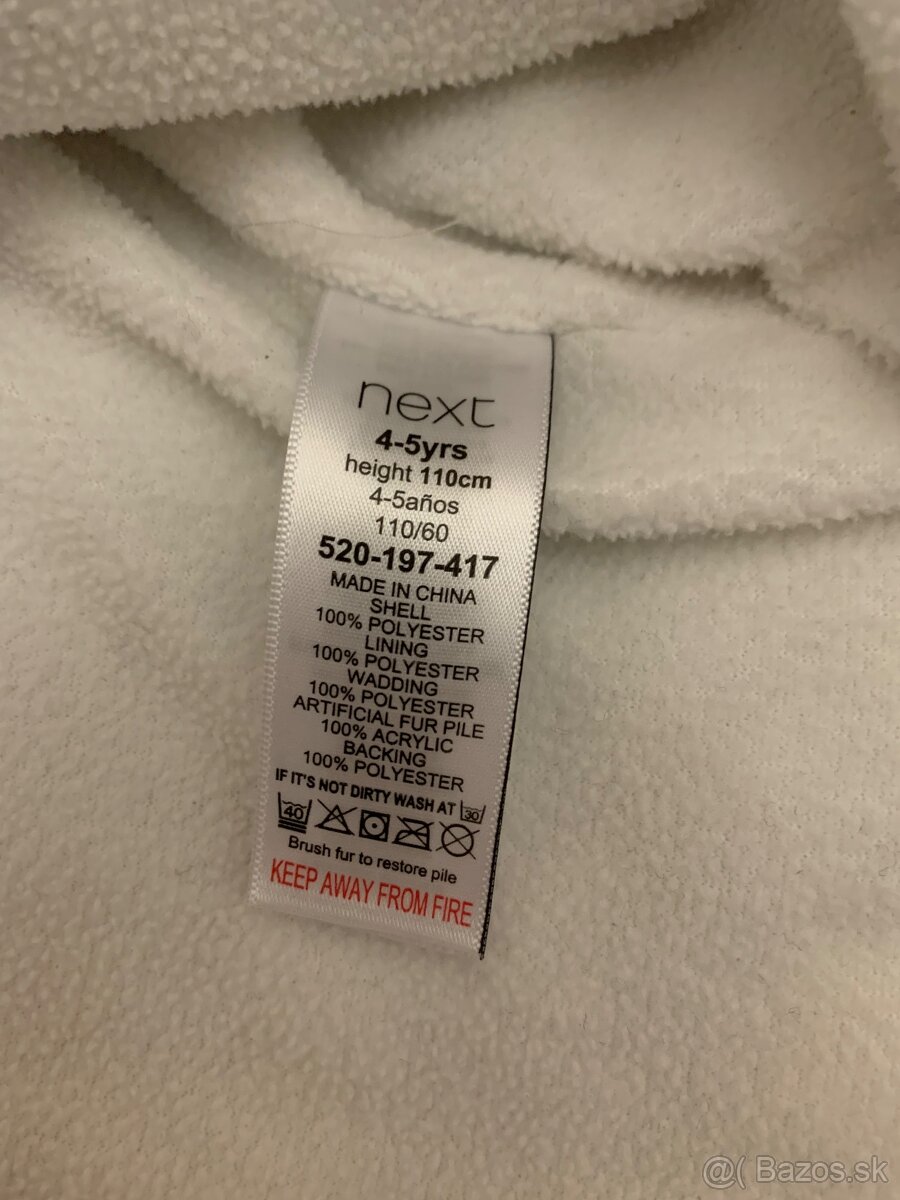 next
4-5yrs
height 110cm
4-5años
110/60
520-197-417
MADE IN CHINA
SHELL
100% POLYESTER
LINING
100% POLYESTER
WADDING
100% POLYESTER
ARTIFICIAL FUR PILE
100% ACRYLIC
BACKING
100% POLYESTER
IF IT'S NOT DIRTY WASH AT 30
40
Brush fur to restore pile
KEEP AWAY FROM FIRE
@( Bazos.sk